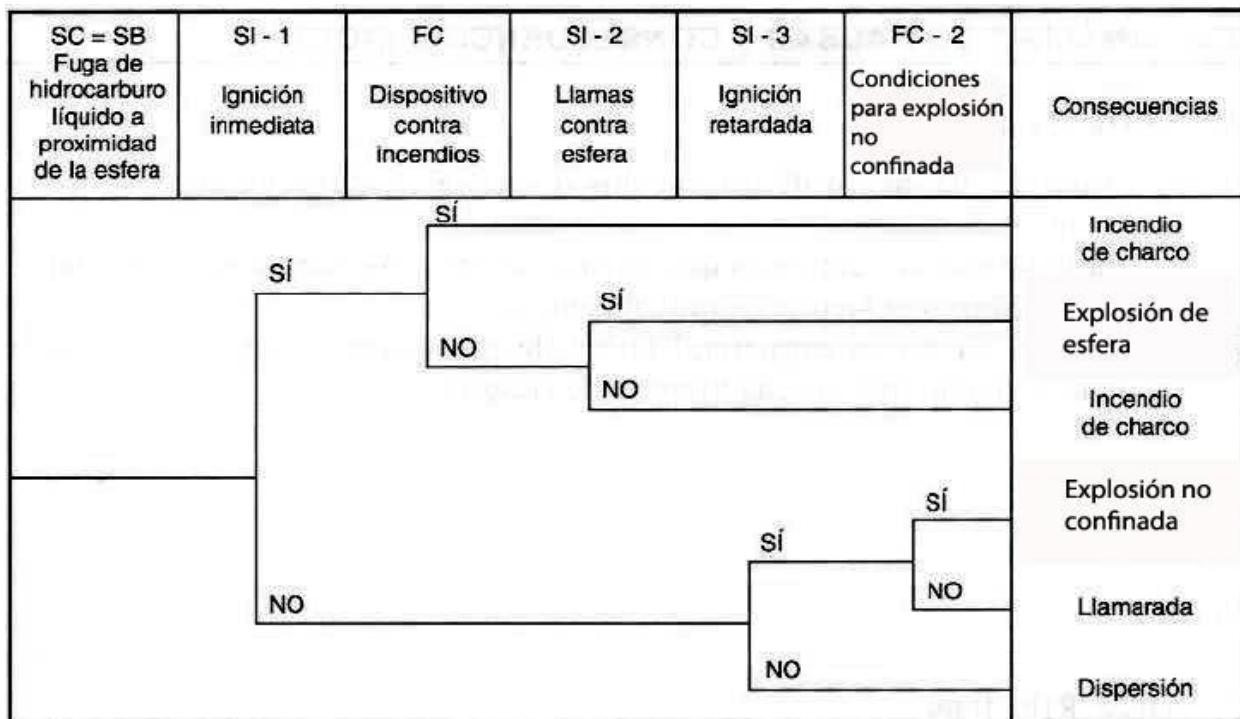 SC = SB
Fuga de
hidrocarburo
líquido a
proximidad
de la esfera
SI - 1
Ignición
inmediata
FC
Dispositivo
contra
incendios
SI - 2
Llamas
contra
esfera
SI - 3
Ignición
retardada
FC - 2
Condiciones
para explosión
no
confinada
Consecuencias
SÍ
Incendio
de charco
SÍ
SÍ
Explosión de
esfera
NO
NO
Incendio
de charco
SÍ
Explosión no
confinada
SÍ
NO
NO
Llamarada
NO
Dispersión